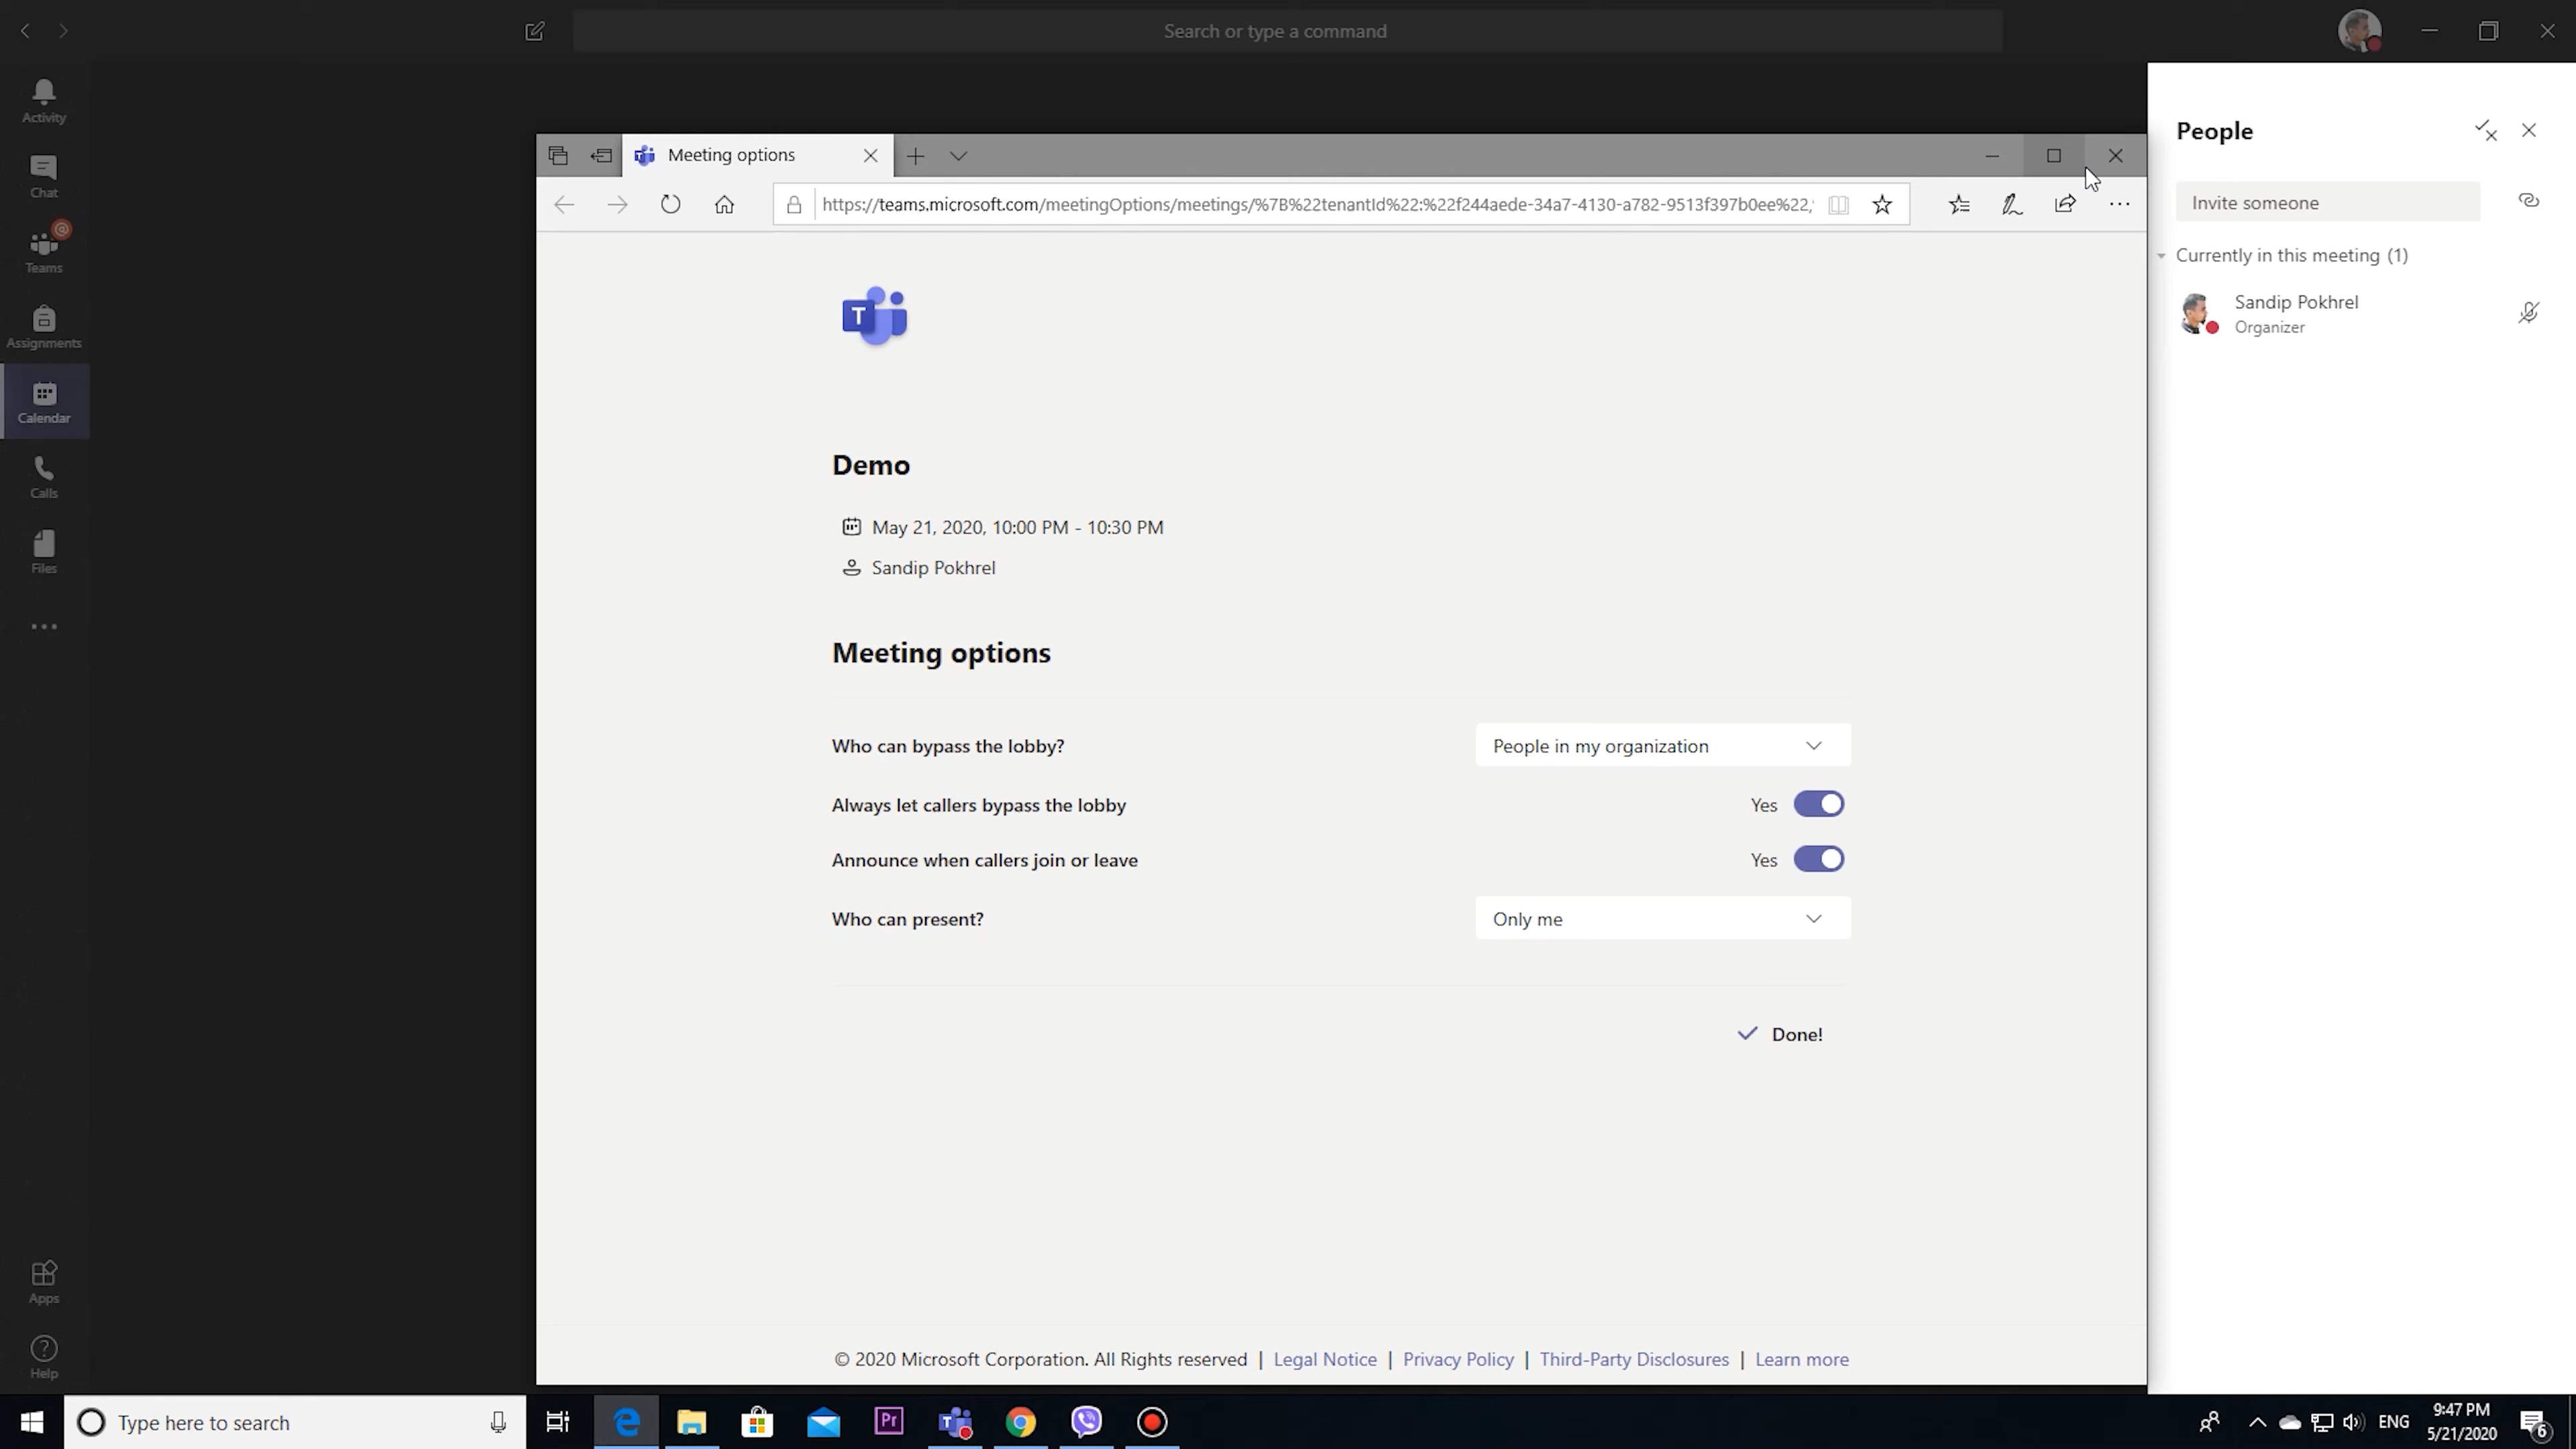 Search or type a command
Activity
Chat
Teams
Assignments
Calendar
Calls
Files
Apps
Help
Meeting options
https://teams.microsoft.com/meetingOptions/meetings/%7B%22tenantId%22:%22f244aede-34a7-4130-a782-9513f397b0ee%22,
T
Demo
May 21, 2020, 10:00 PM - 10:30 PM
Sandip Pokhrel
Meeting options
Who can bypass the lobby? People in my organization
Always let callers bypass the lobby Yes
Announce when callers join or leave Yes
Who can present? Only me
Done!
© 2020 Microsoft Corporation. All Rights reserved | Legal Notice | Privacy Policy | Third-Party Disclosures | Learn more
People
Invite someone
Currently in this meeting (1)
Sandip Pokhrel
Organizer
Type here to search
Pr
T
ENG
9:47 PM
5/21/2020
6